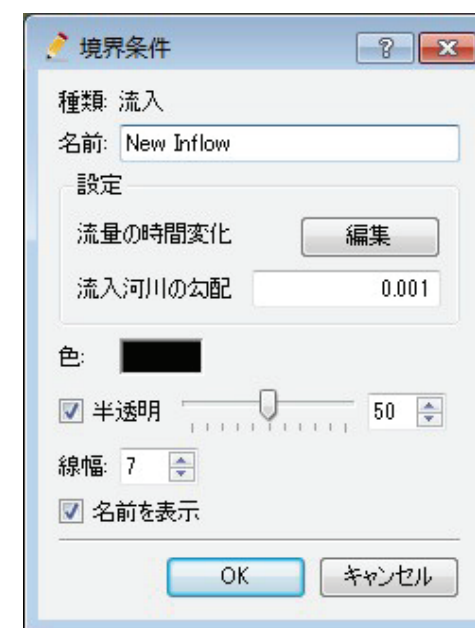 境界条件
種類: 流入
名前: New Inflow
設定
流量の時間変化 編集
流入河川の勾配 0.001
色:
半透明 50
線幅: 7
名前を表示
OK キャンセル